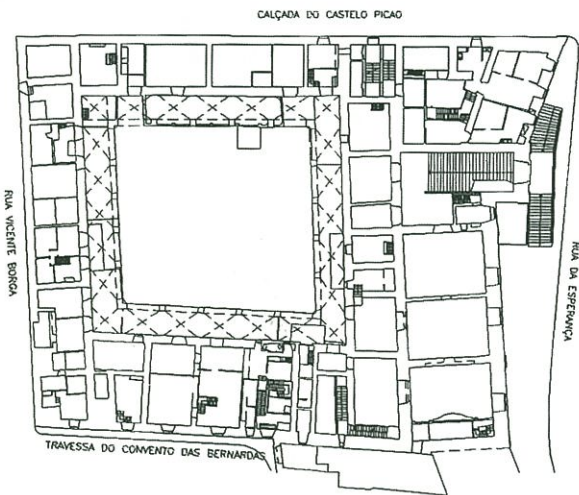 CALÇADA DO CASTELO PICAO
RUA VICENTE BORGA
RUA DA ESPERANÇA
TRAVESSA DO CONVENTO DAS BERNARDAS